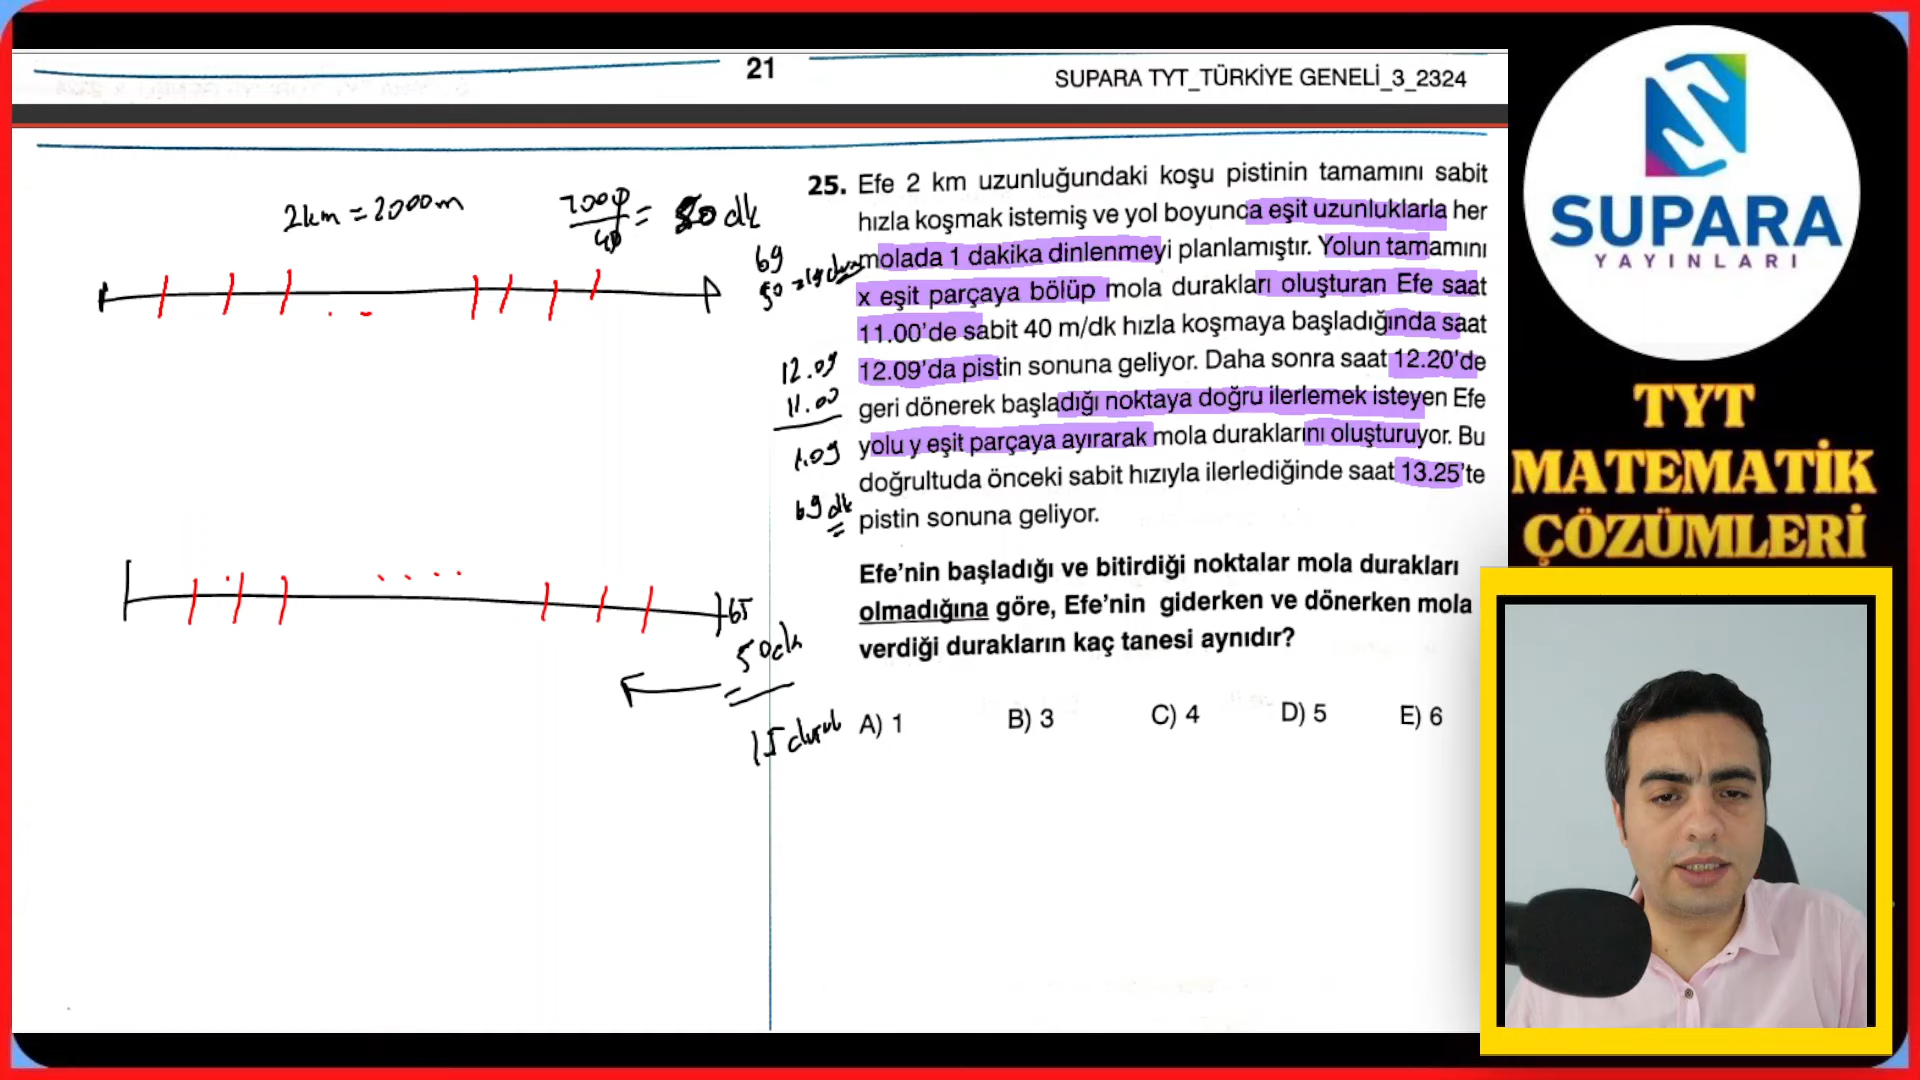 21
SUPARA TYT_TÜRKİYE GENELİ_3_2324
2km = 2000m
2000/40 = 50 dk
69
50
12.09
11.00
1.09
69 dk
25. Efe 2 km uzunluğundaki koşu pistinin tamamını sabit
hızla koşmak istemiş ve yol boyunca eşit uzunluklarla her
molada 1 dakika dinlenmeyi planlamıştır. Yolun tamamını
x eşit parçaya bölüp mola durakları oluşturan Efe saat
11.00'de sabit 40 m/dk hızla koşmaya başladığında saat
12.09'da pistin sonuna geliyor. Daha sonra saat 12.20'de
geri dönerek başladığı noktaya doğru ilerlemek isteyen Efe
yolu y eşit parçaya ayırarak mola duraklarını oluşturuyor. Bu
doğrultuda önceki sabit hızıyla ilerlediğinde saat 13.25'te
pistin sonuna geliyor.
Efe'nin başladığı ve bitirdiği noktalar mola durakları
olmadığına göre, Efe'nin giderken ve dönerken mola
verdiği durakların kaç tanesi aynıdır?
A) 1 B) 3 C) 4 D) 5 E) 6
65
50dk
15 durak
SUPARA
YAYINLARI
TYT
MATEMATİK
ÇÖZÜMLERİ